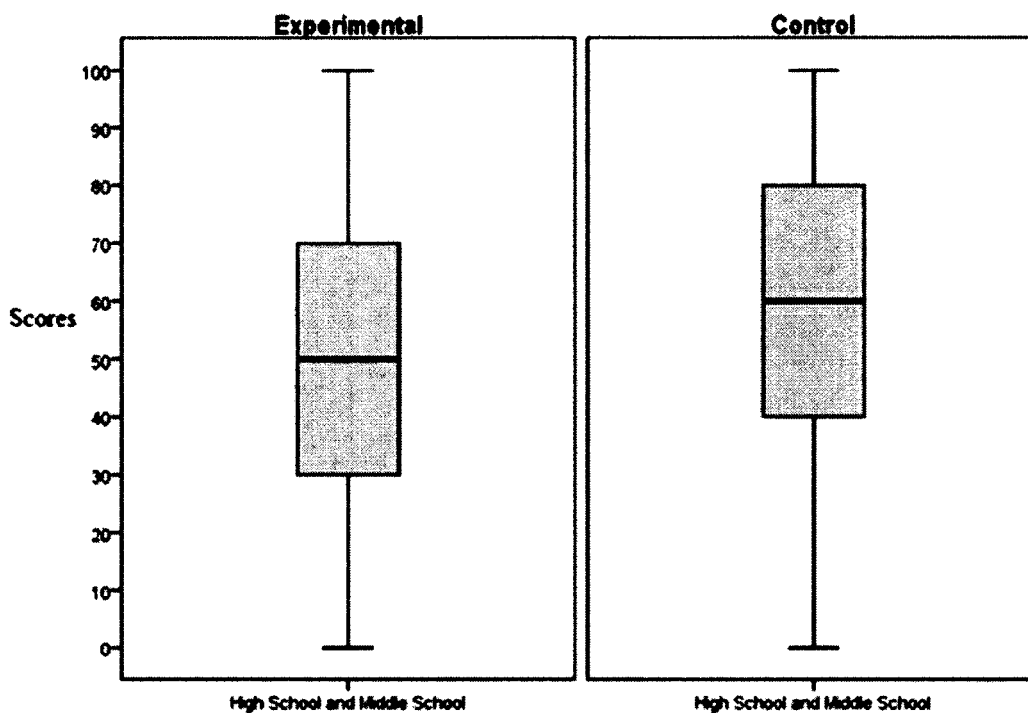 Experimental
Control
100
90
80
70
60
50
40
30
20
10
0
Scores
High School and Middle School
High School and Middle School